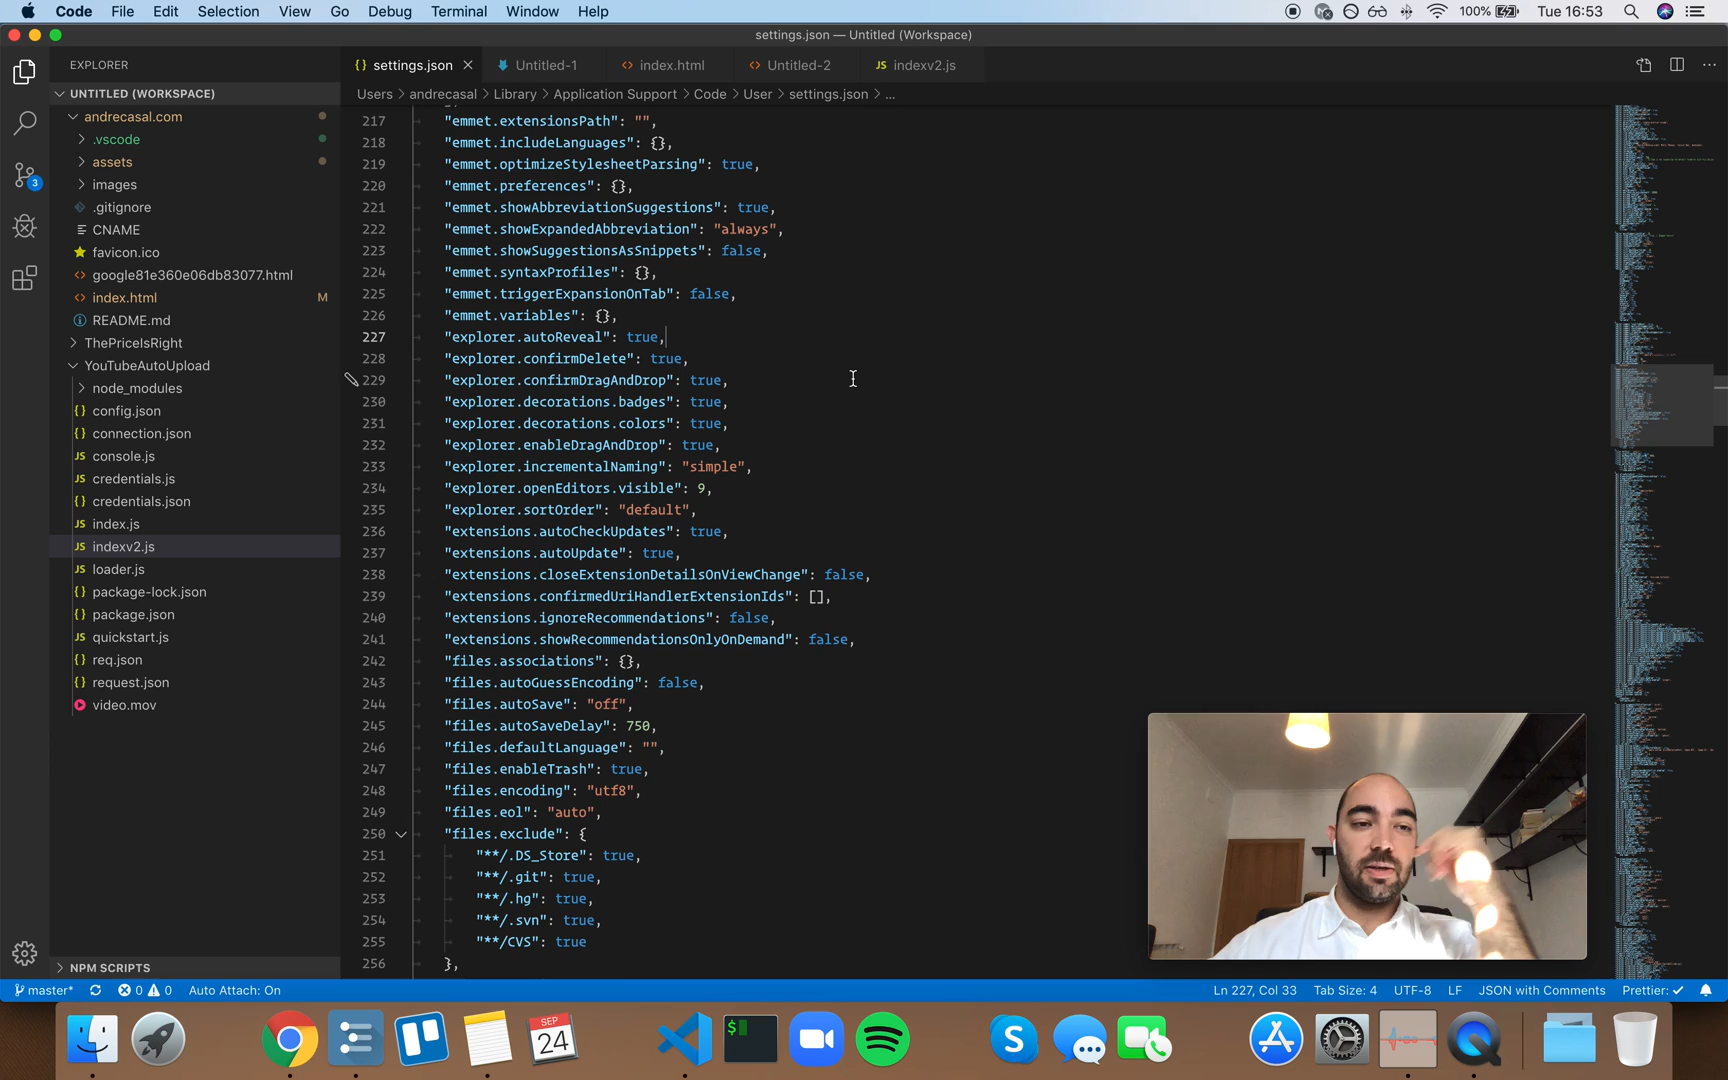 Code File Edit Selection View Go Debug Terminal Window Help
100% Tue 16:53
settings.json — Untitled (Workspace)
EXPLORER
UNTITLED (WORKSPACE)
andrecasal.com
.vscode
assets
images
.gitignore
CNAME
favicon.ico
google81e360e06db83077.html
index.html M
README.md
ThePriceIsRight
YouTubeAutoUpload
node_modules
{} config.json
{} connection.json
JS console.js
JS credentials.js
{} credentials.json
JS index.js
JS indexv2.js
JS loader.js
{} package-lock.json
{} package.json
JS quickstart.js
{} req.json
{} request.json
video.mov
NPM SCRIPTS
3
{} settings.json Untitled-1 <> index.html <> Untitled-2 JS indexv2.js
Users > andrecasal > Library > Application Support > Code > User > settings.json > ...
217 "emmet.extensionsPath": "",
218 "emmet.includeLanguages": {},
219 "emmet.optimizeStylesheetParsing": true,
220 "emmet.preferences": {},
221 "emmet.showAbbreviationSuggestions": true,
222 "emmet.showExpandedAbbreviation": "always",
223 "emmet.showSuggestionsAsSnippets": false,
224 "emmet.syntaxProfiles": {},
225 "emmet.triggerExpansionOnTab": false,
226 "emmet.variables": {},
227 "explorer.autoReveal": true,
228 "explorer.confirmDelete": true,
229 "explorer.confirmDragAndDrop": true,
230 "explorer.decorations.badges": true,
231 "explorer.decorations.colors": true,
232 "explorer.enableDragAndDrop": true,
233 "explorer.incrementalNaming": "simple",
234 "explorer.openEditors.visible": 9,
235 "explorer.sortOrder": "default",
236 "extensions.autoCheckUpdates": true,
237 "extensions.autoUpdate": true,
238 "extensions.closeExtensionDetailsOnViewChange": false,
239 "extensions.confirmedUriHandlerExtensionIds": [],
240 "extensions.ignoreRecommendations": false,
241 "extensions.showRecommendationsOnlyOnDemand": false,
242 "files.associations": {},
243 "files.autoGuessEncoding": false,
244 "files.autoSave": "off",
245 "files.autoSaveDelay": 750,
246 "files.defaultLanguage": "",
247 "files.enableTrash": true,
248 "files.encoding": "utf8",
249 "files.eol": "auto",
250 "files.exclude": {
251 "**/.DS_Store": true,
252 "**/.git": true,
253 "**/.hg": true,
254 "**/.svn": true,
255 "**/CVS": true
256 },
master* 0 0 Auto Attach: On
Ln 227, Col 33 Tab Size: 4 UTF-8 LF JSON with Comments Prettier: ✓
SEP
24
$